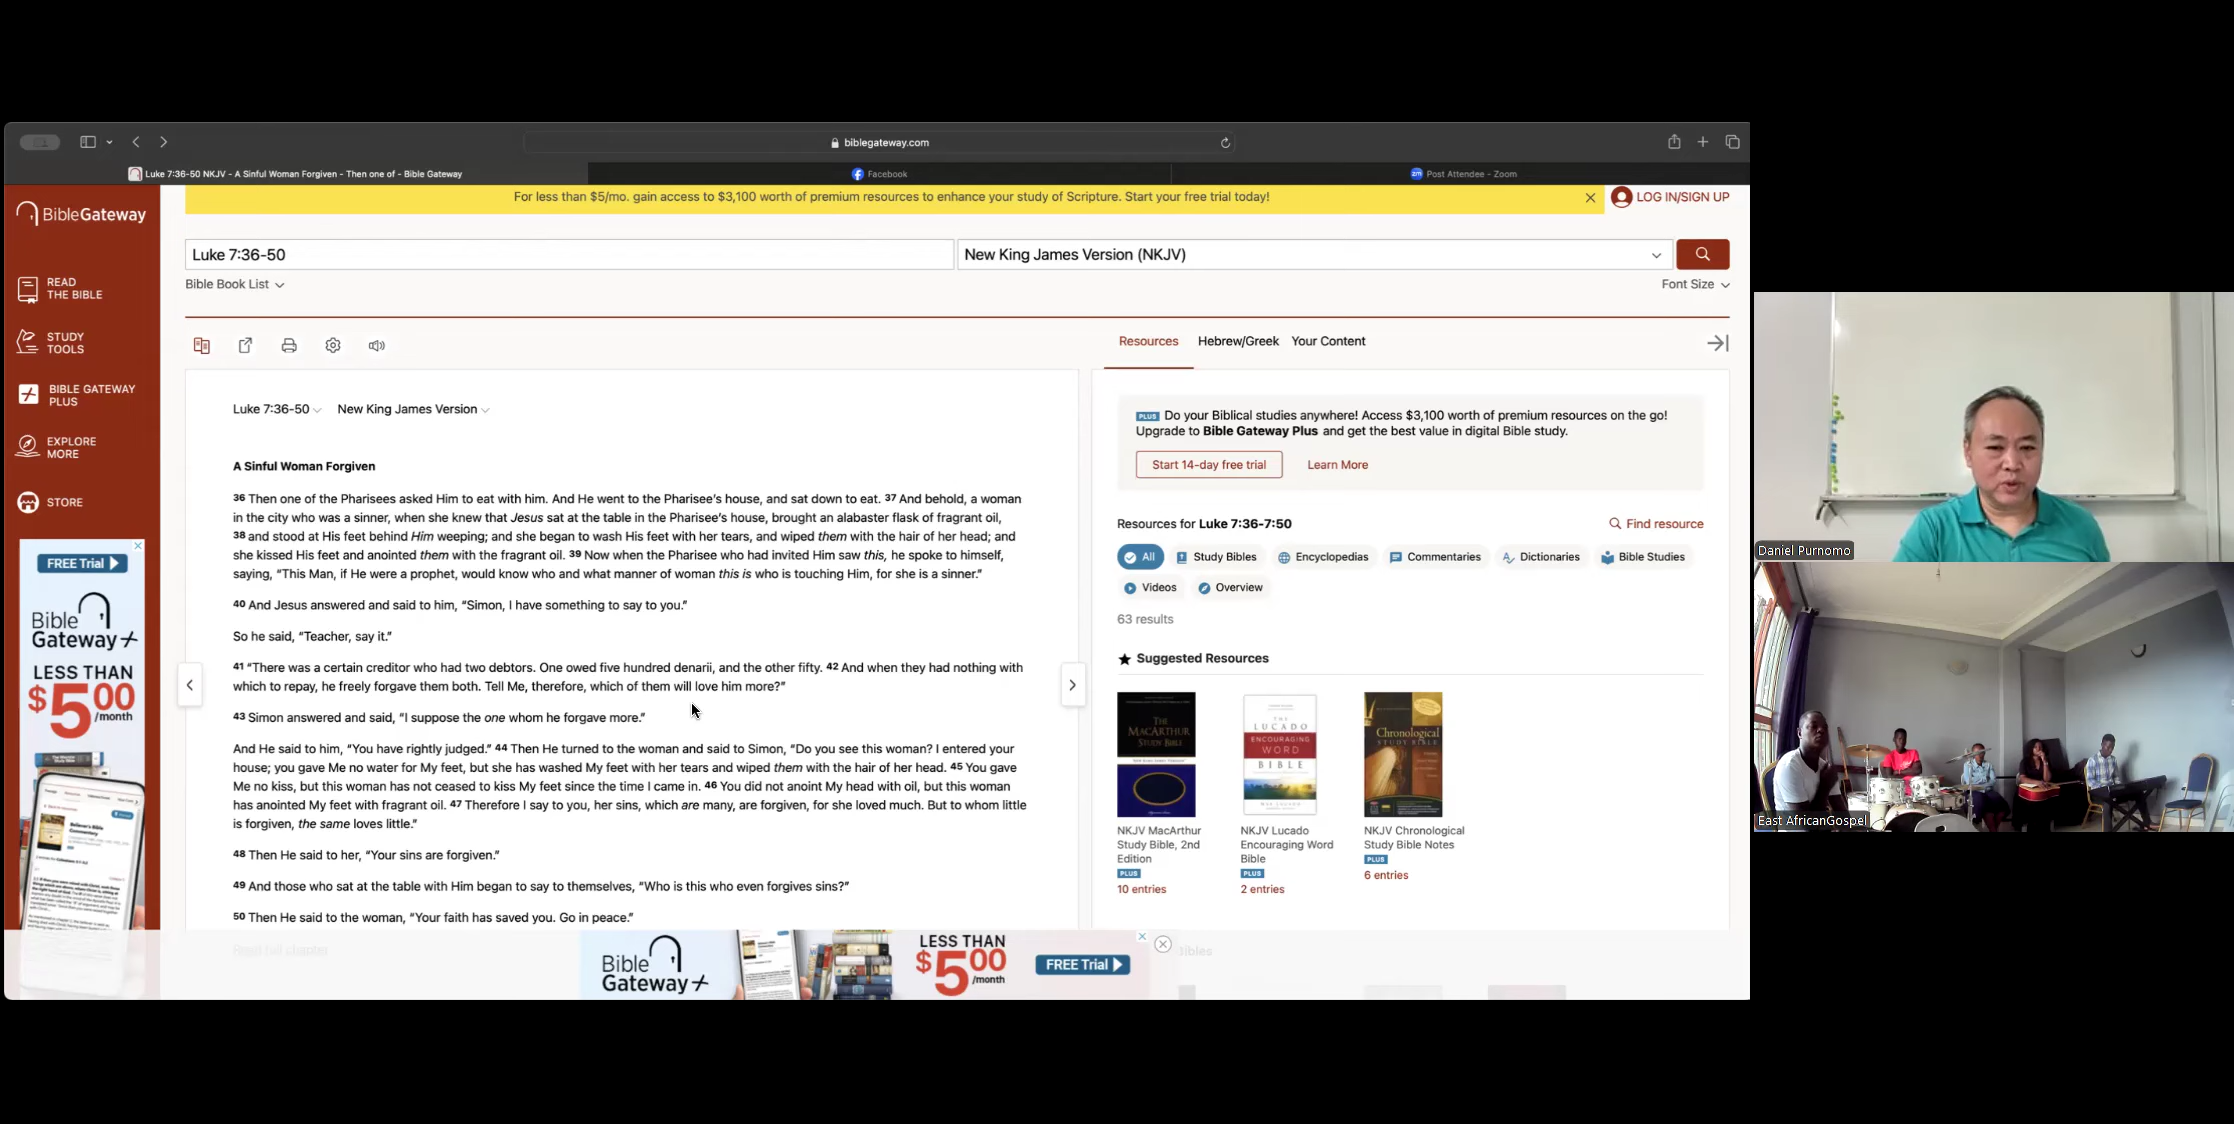 biblegateway.com
Luke 7:36-50 NKJV - A Sinful Woman Forgiven - Then one of - Bible Gateway
Facebook
Post Attendee - Zoom
BibleGateway
For less than $5/mo. gain access to $3,100 worth of premium resources to enhance your study of Scripture. Start your free trial today!
LOG IN/SIGN UP
Luke 7:36-50
New King James Version (NKJV)
Bible Book List
Font Size
READ
THE BIBLE
STUDY
TOOLS
BIBLE GATEWAY
PLUS
EXPLORE
MORE
STORE
FREE Trial
Bible
Gateway+
LESS THAN
$5.00
/month
Luke 7:36-50
New King James Version
A Sinful Woman Forgiven
36 Then one of the Pharisees asked Him to eat with him. And He went to the Pharisee's house, and sat down to eat. 37 And behold, a woman
in the city who was a sinner, when she knew that Jesus sat at the table in the Pharisee's house, brought an alabaster flask of fragrant oil,
38 and stood at His feet behind Him weeping; and she began to wash His feet with her tears, and wiped them with the hair of her head; and
she kissed His feet and anointed them with the fragrant oil. 39 Now when the Pharisee who had invited Him saw this, he spoke to himself,
saying, “This Man, if He were a prophet, would know who and what manner of woman this is who is touching Him, for she is a sinner.”
40 And Jesus answered and said to him, “Simon, I have something to say to you.”
So he said, “Teacher, say it.”
41 “There was a certain creditor who had two debtors. One owed five hundred denarii, and the other fifty. 42 And when they had nothing with
which to repay, he freely forgave them both. Tell Me, therefore, which of them will love him more?”
43 Simon answered and said, “I suppose the one whom he forgave more.”
And He said to him, “You have rightly judged.” 44 Then He turned to the woman and said to Simon, “Do you see this woman? I entered your
house; you gave Me no water for My feet, but she has washed My feet with her tears and wiped them with the hair of her head. 45 You gave
Me no kiss, but this woman has not ceased to kiss My feet since the time I came in. 46 You did not anoint My head with oil, but this woman
has anointed My feet with fragrant oil. 47 Therefore I say to you, her sins, which are many, are forgiven, for she loved much. But to whom little
is forgiven, the same loves little.”
48 Then He said to her, “Your sins are forgiven.”
49 And those who sat at the table with Him began to say to themselves, “Who is this who even forgives sins?”
50 Then He said to the woman, “Your faith has saved you. Go in peace.”
Read full chapter
Resources
Hebrew/Greek
Your Content
PLUS Do your Biblical studies anywhere! Access $3,100 worth of premium resources on the go!
Upgrade to Bible Gateway Plus and get the best value in digital Bible study.
Start 14-day free trial
Learn More
Resources for Luke 7:36-7:50
Find resource
All
Study Bibles
Encyclopedias
Commentaries
Dictionaries
Bible Studies
Videos
Overview
63 results
Suggested Resources
THE
MACARTHUR
STUDY BIBLE
THE
LUCADO
ENCOURAGING
WORD
BIBLE
Chronological
STUDY BIBLE
NKJV MacArthur
Study Bible, 2nd
Edition
PLUS
10 entries
NKJV Lucado
Encouraging Word
Bible
PLUS
2 entries
NKJV Chronological
Study Bible Notes
PLUS
6 entries
Bible
Gateway+
LESS THAN
$5.00
/month
FREE Trial
Daniel Purnomo
East AfricanGospel